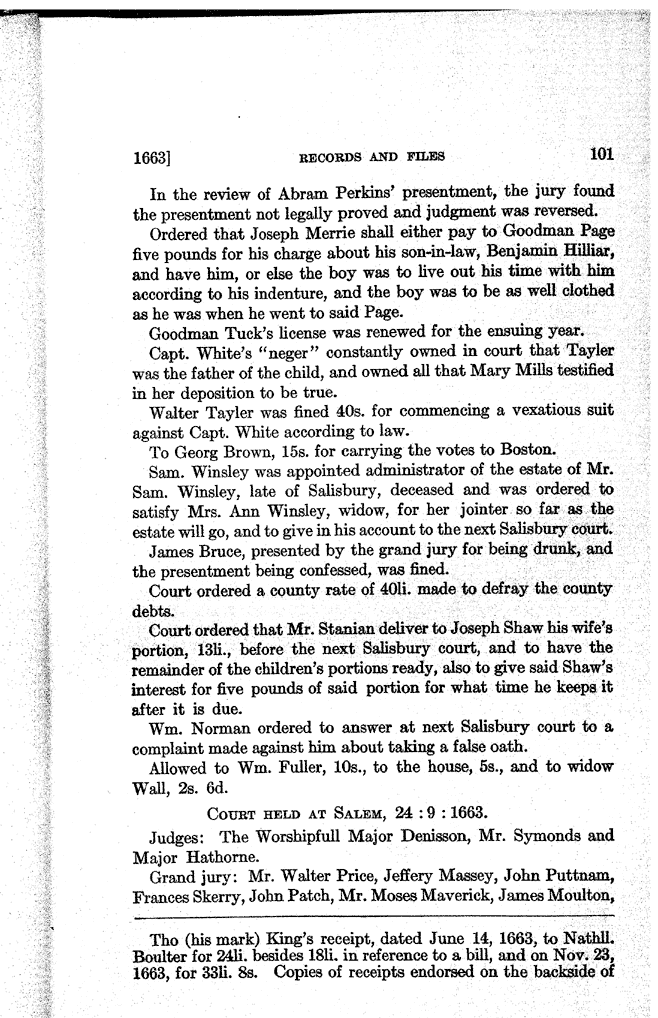 1663] RECORDS AND FILES 101
In the review of Abram Perkins' presentment, the jury found
the presentment not legally proved and judgment was reversed.
Ordered that Joseph Merrie shall either pay to Goodman Page
five pounds for his charge about his son-in-law, Benjamin Hilliar,
and have him, or else the boy was to live out his time with him
according to his indenture, and the boy was to be as well clothed
as he was when he went to said Page.
Goodman Tuck's license was renewed for the ensuing year.
Capt. White's "neger" constantly owned in court that Tayler
was the father of the child, and owned all that Mary Mills testified
in her deposition to be true.
Walter Tayler was fined 40s. for commencing a vexatious suit
against Capt. White according to law.
To Georg Brown, 15s. for carrying the votes to Boston.
Sam. Winsley was appointed administrator of the estate of Mr.
Sam. Winsley, late of Salisbury, deceased and was ordered to
satisfy Mrs. Ann Winsley, widow, for her jointer so far as the
estate will go, and to give in his account to the next Salisbury court.
James Bruce, presented by the grand jury for being drunk, and
the presentment being confessed, was fined.
Court ordered a county rate of 40li. made to defray the county
debts.
Court ordered that Mr. Stanian deliver to Joseph Shaw his wife's
portion, 13li., before the next Salisbury court, and to have the
remainder of the children's portions ready, also to give said Shaw's
interest for five pounds of said portion for what time he keeps it
after it is due.
Wm. Norman ordered to answer at next Salisbury court to a
complaint made against him about taking a false oath.
Allowed to Wm. Fuller, 10s., to the house, 5s., and to widow
Wall, 2s. 6d.
COURT HELD AT SALEM, 24 : 9 : 1663.
Judges: The Worshipfull Major Denisson, Mr. Symonds and
Major Hathorne.
Grand jury: Mr. Walter Price, Jeffery Massey, John Puttnam,
Frances Skerry, John Patch, Mr. Moses Maverick, James Moulton,
Tho (his mark) King's receipt, dated June 14, 1663, to Nathll.
Boulter for 24li. besides 18li. in reference to a bill, and on Nov. 23,
1663, for 33li. 8s. Copies of receipts endorsed on the backside of